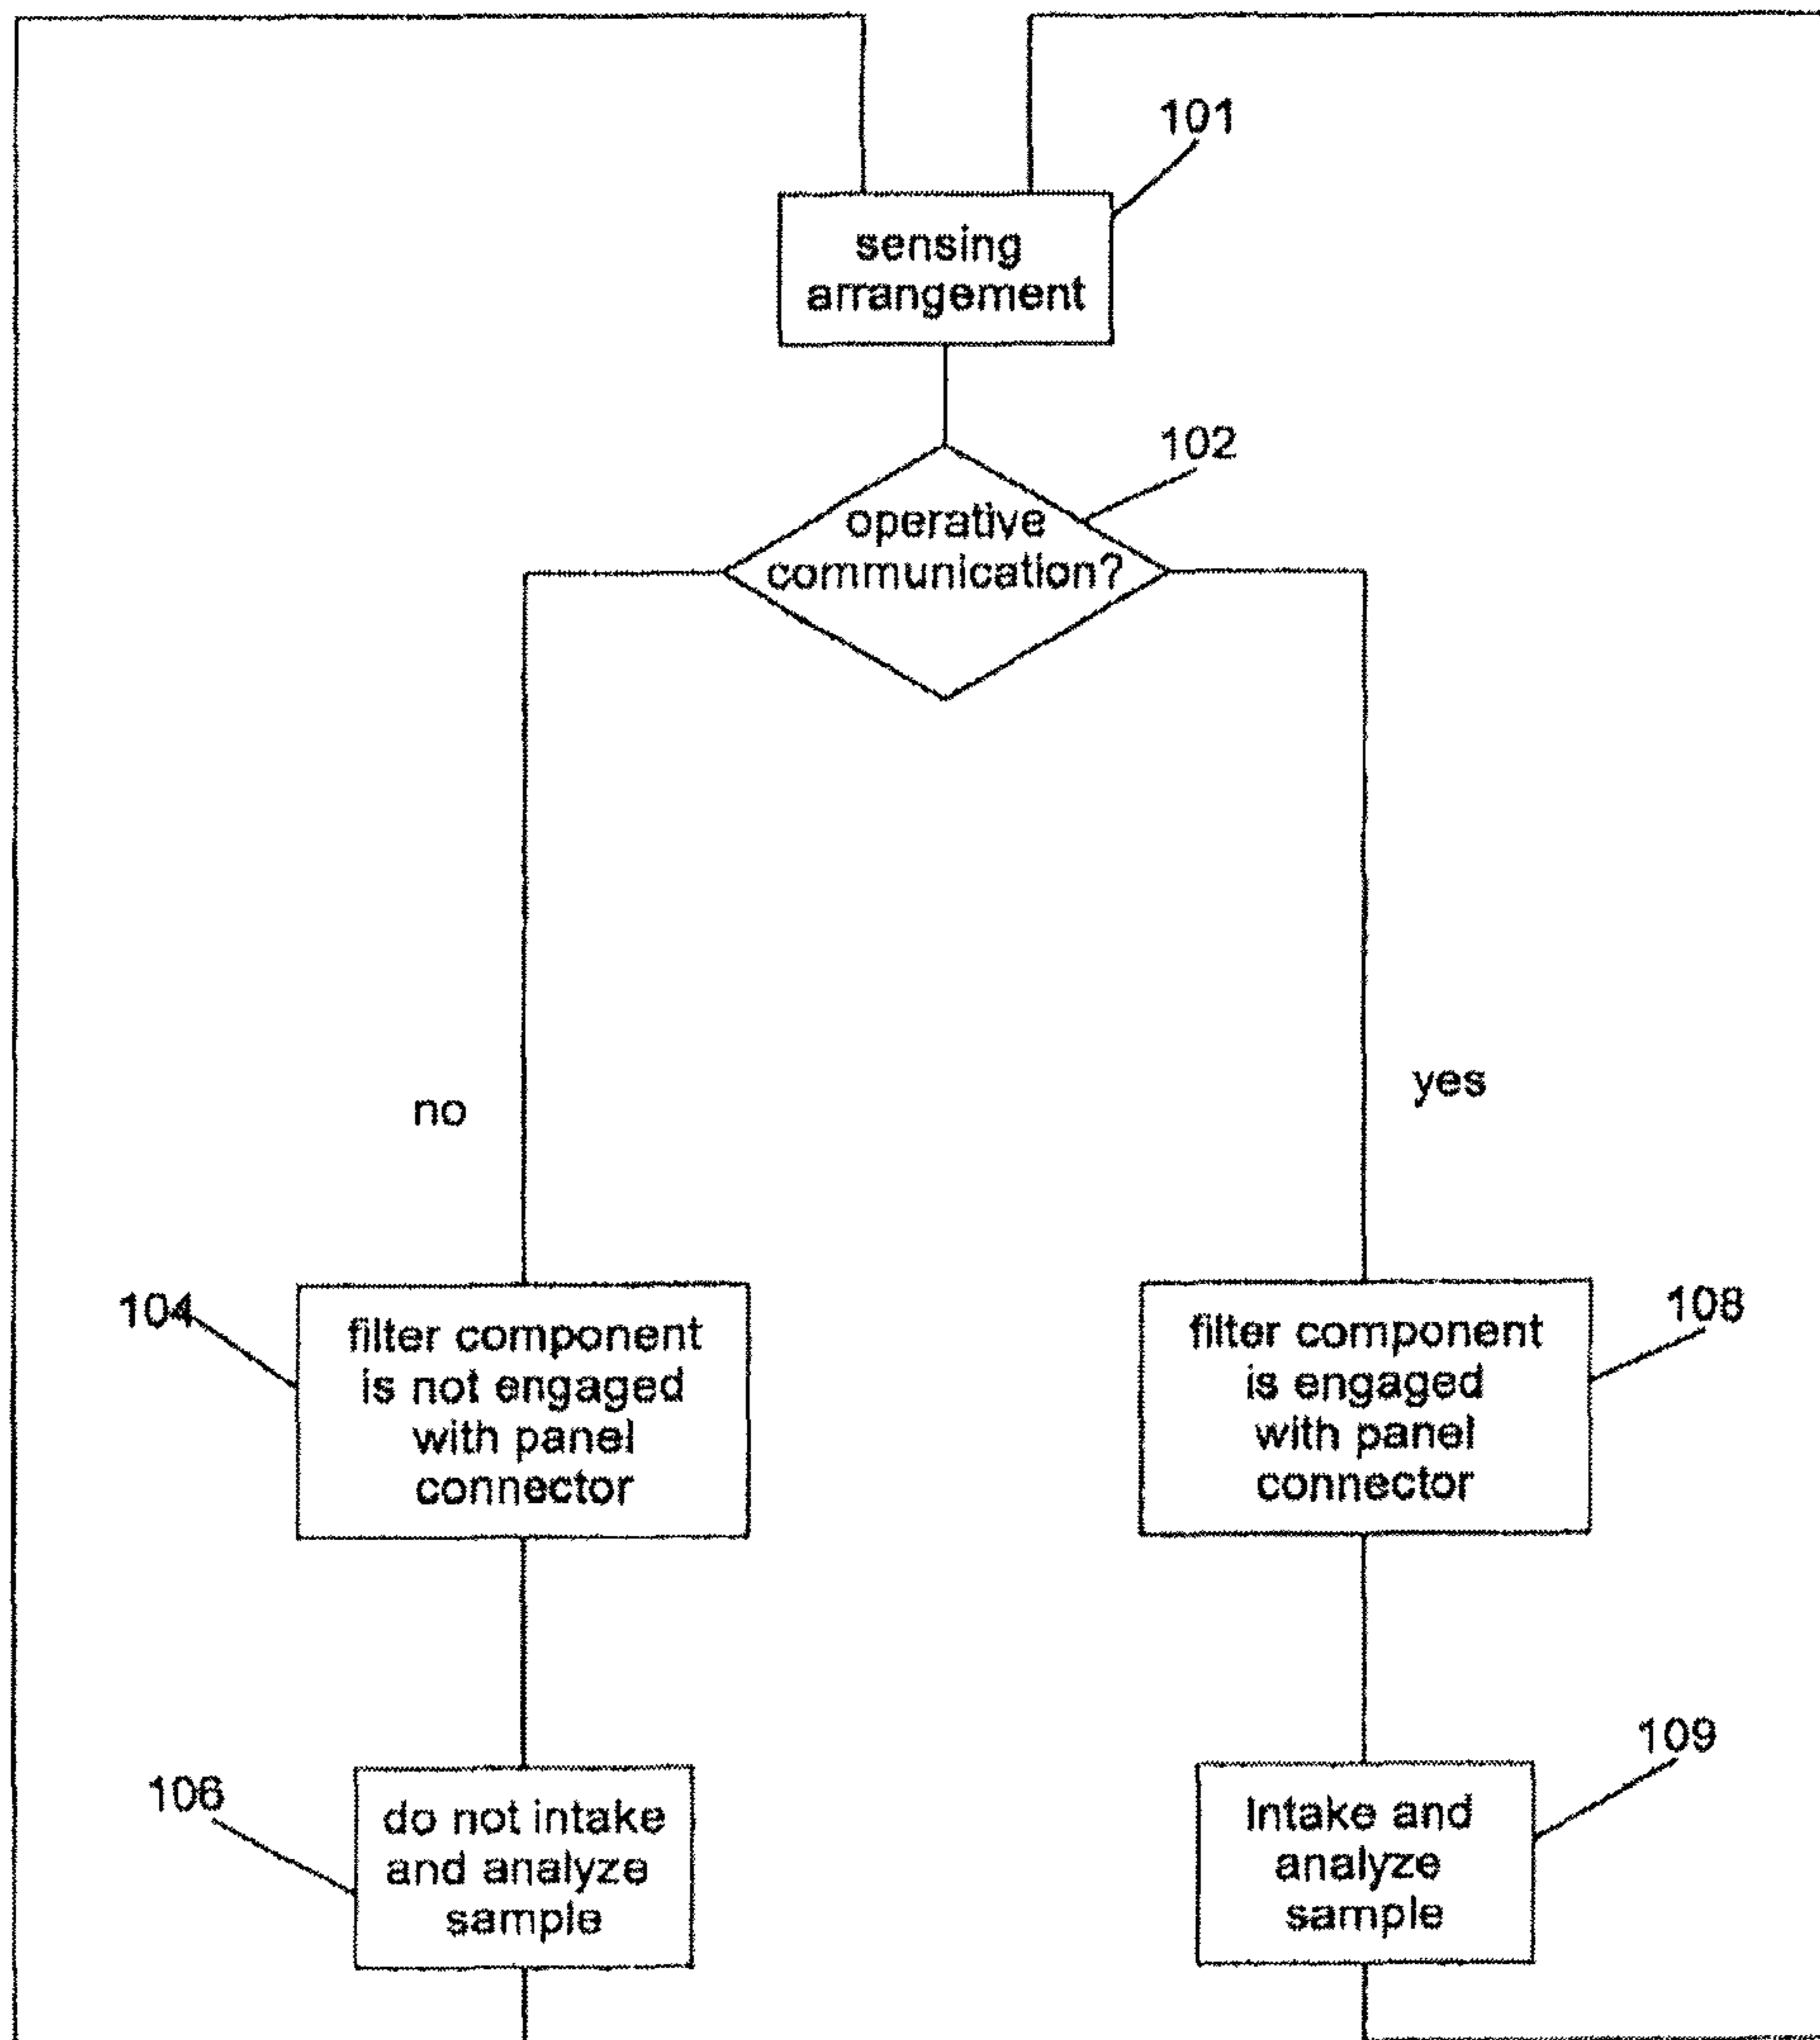 101
sensing
arrangement
102
operative
communication?
no
yes
104
filter component
is not engaged
with panel
connector
108
filter component
is engaged
with panel
connector
106
do not intake
and analyze
sample
109
Intake and
analyze
sample